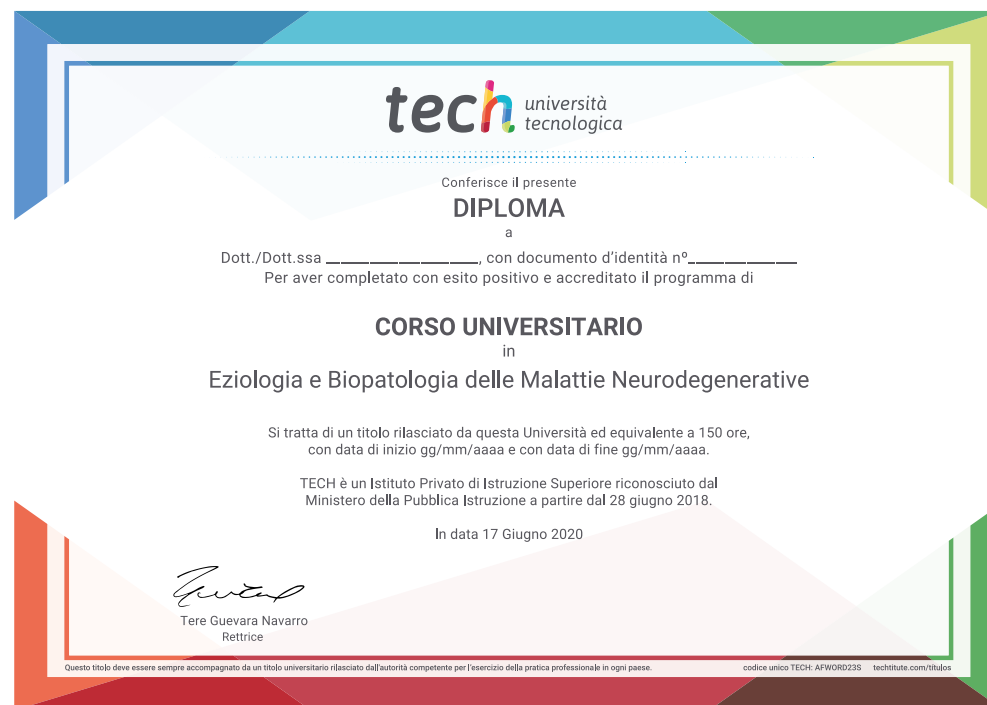 tech università
tecnologica
Conferisce il presente
DIPLOMA
a
Dott./Dott.ssa _________________, con documento d'identità nº____________
Per aver completato con esito positivo e accreditato il programma di
CORSO UNIVERSITARIO
in
Eziologia e Biopatologia delle Malattie Neurodegenerative
Si tratta di un titolo rilasciato da questa Università ed equivalente a 150 ore,
con data di inizio gg/mm/aaaa e con data di fine gg/mm/aaaa.
TECH è un Istituto Privato di Istruzione Superiore riconosciuto dal
Ministero della Pubblica Istruzione a partire dal 28 giugno 2018.
In data 17 Giugno 2020
Tere Guevara Navarro
Rettrice
Questo titolo deve essere sempre accompagnato da un titolo universitario rilasciato dall'autorità competente per l'esercizio della pratica professionale in ogni paese. codice unico TECH: AFWORD23S techtitute.com/titulos